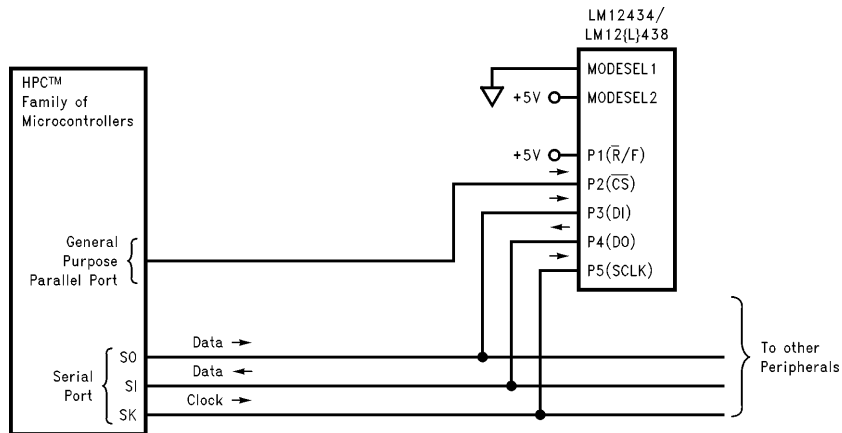 LM12434/
LM12{L}438
HPC™
Family of
Microcontrollers
MODESEL1
+5V MODESEL2
+5V P1(R̅/F)
P2(C̅S̅)
P3(DI)
P4(DO)
P5(SCLK)
General
Purpose
Parallel Port
Serial
Port
SO
SI
SK
Data
Data
Clock
To other
Peripherals